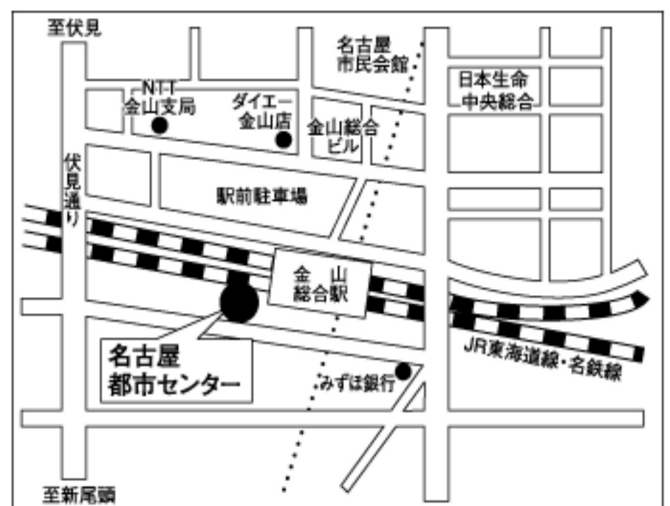 至伏見
名古屋
市民会館
日本生命
中央総合
NTT
金山支局
ダイエー
金山店
金山総合
ビル
伏見通り
駅前駐車場
金山
総合駅
名古屋
都市センター
みずほ銀行
JR東海道線・名鉄線
至新尾頭